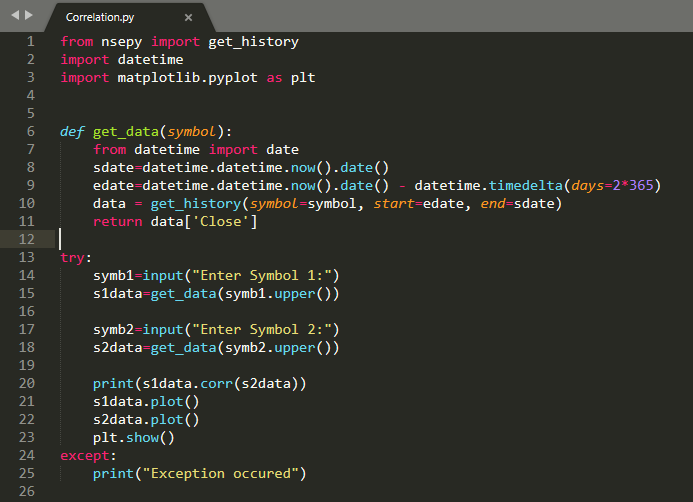 Correlation.py ×
1 from nsepy import get_history
2 import datetime
3 import matplotlib.pyplot as plt
4
5
6 def get_data(symbol):
7     from datetime import date
8     sdate=datetime.datetime.now().date()
9     edate=datetime.datetime.now().date() - datetime.timedelta(days=2*365)
10     data = get_history(symbol=symbol, start=edate, end=sdate)
11     return data['Close']
12
13 try:
14     symb1=input("Enter Symbol 1:")
15     s1data=get_data(symb1.upper())
16
17     symb2=input("Enter Symbol 2:")
18     s2data=get_data(symb2.upper())
19
20     print(s1data.corr(s2data))
21     s1data.plot()
22     s2data.plot()
23     plt.show()
24 except:
25     print("Exception occured")
26